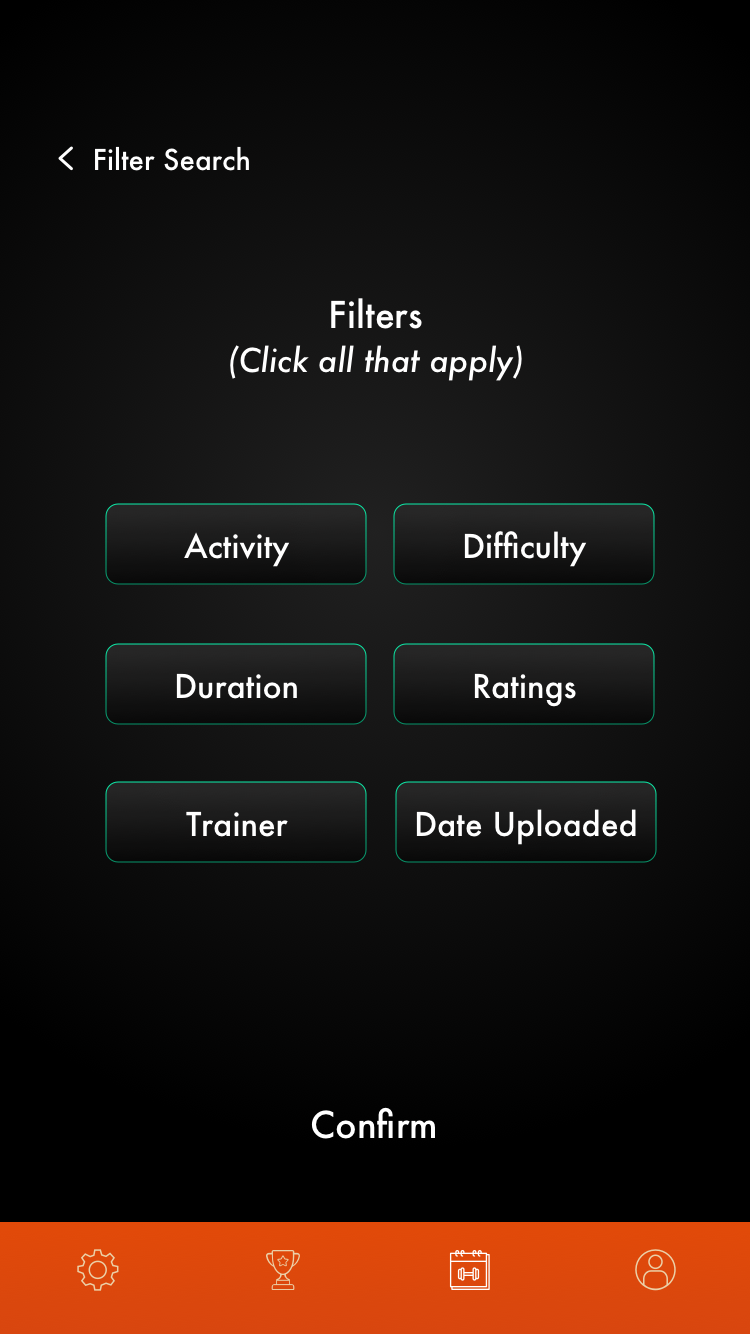 Filter Search
Filters
(Click all that apply)
Activity
Difficulty
Duration
Ratings
Trainer
Date Uploaded
Confirm